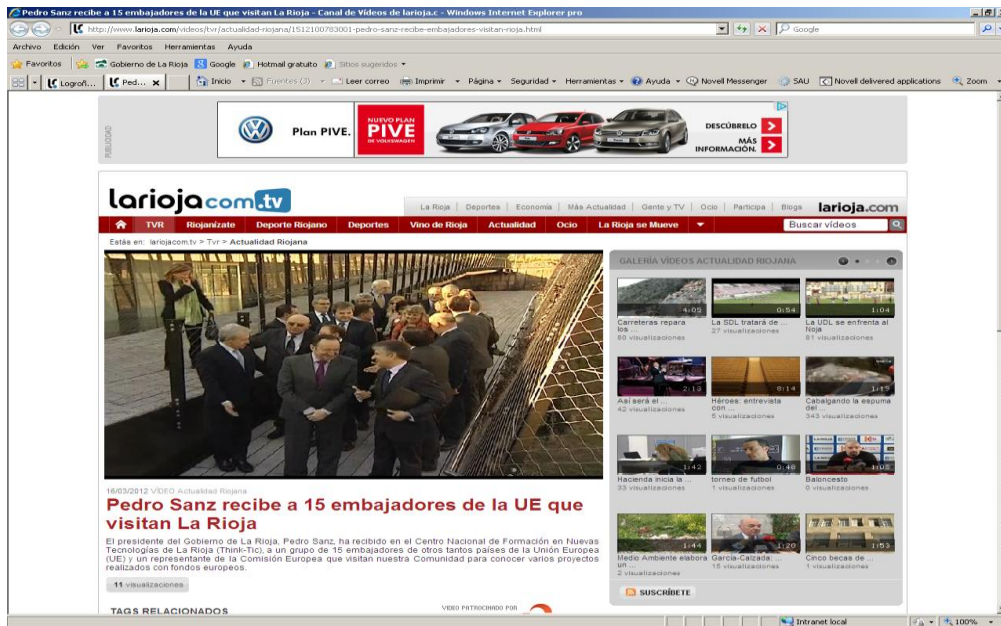 Pedro Sanz recibe a 15 embajadores de la UE que visitan La Rioja - Canal de Vídeos de larioja.c - Windows Internet Explorer pro
http://www.larioja.com/videos/tvr/actualidad-riojana/1512100783001-pedro-sanz-recibe-embajadores-visitan-rioja.html
Google
Archivo Edición Ver Favoritos Herramientas Ayuda
Favoritos Gobierno de La Rioja Google Hotmail gratuito Sitios sugeridos
Logroñ... Ped... x Inicio Fuentes (J) Leer correo Imprimir Página Seguridad Herramientas Ayuda Novell Messenger SAU Novell delivered applications Zoom
PUBLICIDAD
Plan PIVE.
NUEVO PLAN
PIVE
DE VOLKSWAGEN
DESCÚBRELO
MÁS
INFORMACIÓN.
lariojacom.tv
La Rioja | Deportes | Economía | Más Actualidad | Gente y TV | Ocio | Participa | Blogs larioja.com
TVR Riojanízate Deporte Riojano Deportes Vino de Rioja Actualidad Ocio La Rioja se Mueve Buscar vídeos
Estás en: lariojacom.tv > Tvr > Actualidad Riojana
GALERÍA VÍDEOS ACTUALIDAD RIOJANA
4:05 0:54 1:04
Carreteras repara los ...
80 visualizaciones
La SDL tratará de ...
27 visualizaciones
La UDL se enfrenta al Noja
81 visualizaciones
2:13 8:14 1:19
Así será el ...
42 visualizaciones
Héroes: entrevista con ...
5 visualizaciones
Cabalgando la espuma del ...
343 visualizaciones
1:42 0:48 1:05
Hacienda inicia la ...
33 visualizaciones
torneo de futbol
1 visualizaciones
Baloncesto
0 visualizaciones
1:44 1:20 1:53
Medio Ambiente elabora un ...
2 visualizaciones
García-Calzada: ...
15 visualizaciones
Cinco becas de ...
1 visualizaciones
SUSCRÍBETE
16/03/2012 VÍDEO Actualidad Riojana
Pedro Sanz recibe a 15 embajadores de la UE que
visitan La Rioja
El presidente del Gobierno de La Rioja, Pedro Sanz, ha recibido en el Centro Nacional de Formación en Nuevas
Tecnologías de La Rioja (Think-Tic), a un grupo de 15 embajadores de otros tantos países de la Unión Europea
(UE) y un representante de la Comisión Europea que visitan nuestra Comunidad para conocer varios proyectos
realizados con fondos europeos.
11 visualizaciones
TAGS RELACIONADOS
VIDEO PATROCINADO POR
Intranet local 100%